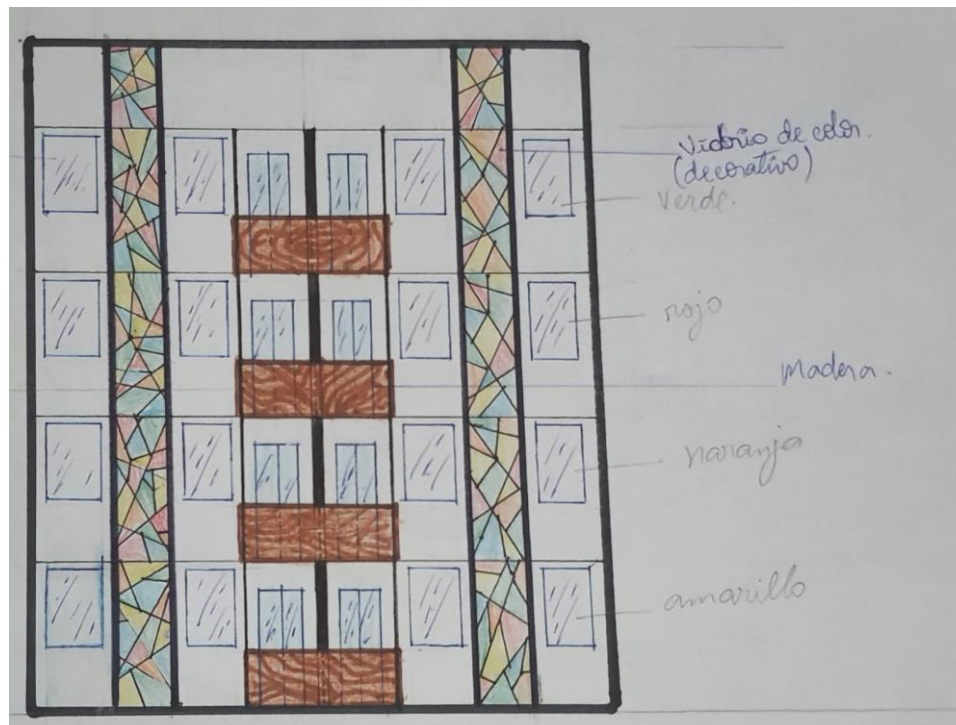 Vidrio de color.
(decorativo)
Verde.
rojo
Madera.
naranja
amarillo